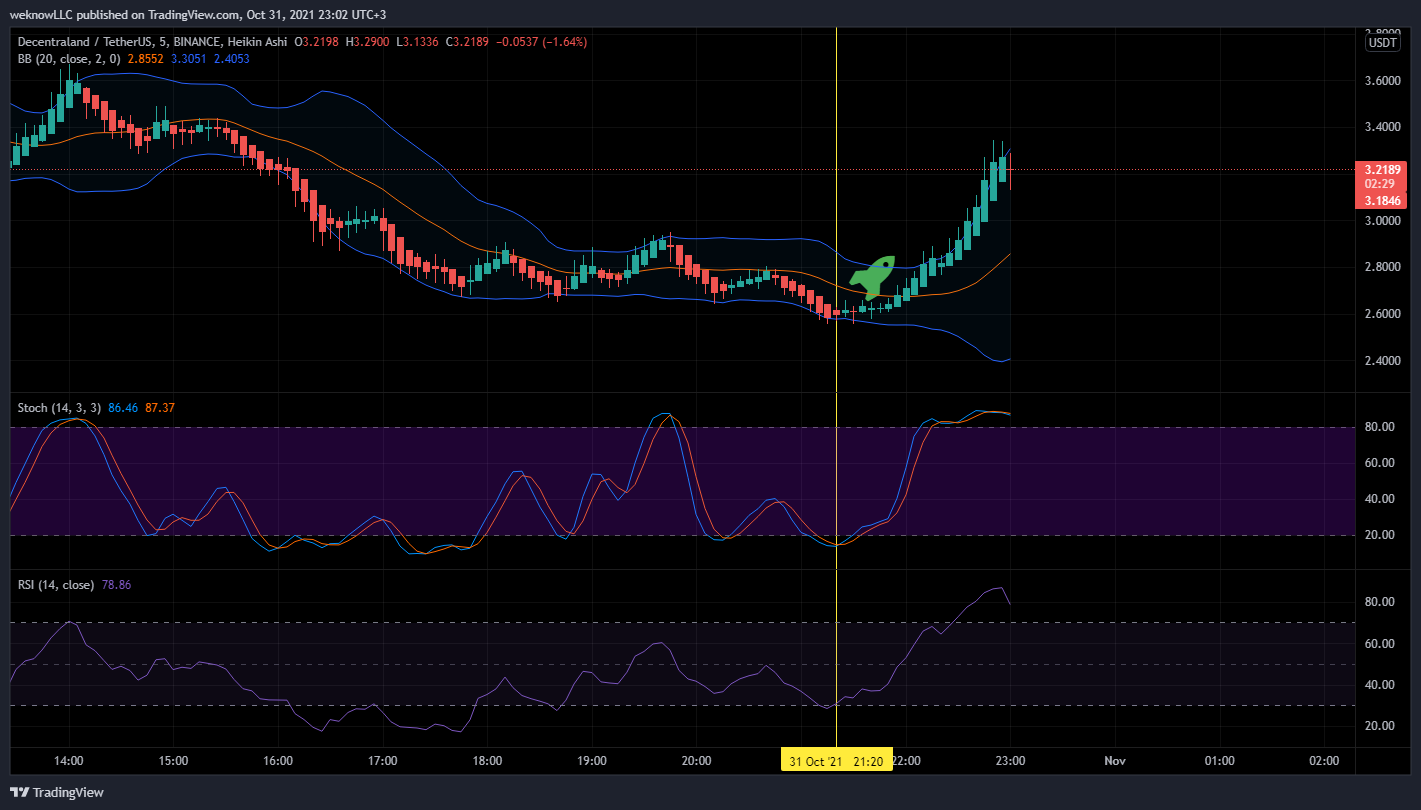 weknowLLC published on TradingView.com, Oct 31, 2021 23:02 UTC+3
Decentraland / TetherUS, 5, BINANCE, Heikin Ashi O3.2198 H3.2900 L3.1336 C3.2189 −0.0537 (−1.64%)
BB (20, close, 2, 0) 2.8552 3.3051 2.4053
3.8000
USDT
3.6000
3.4000
3.2189
02:29
3.1846
3.0000
2.8000
2.6000
2.4000
Stoch (14, 3, 3) 86.46 87.37
80.00
60.00
40.00
20.00
RSI (14, close) 78.86
80.00
60.00
40.00
20.00
14:00 15:00 16:00 17:00 18:00 19:00 20:00 31 Oct '21 21:20 22:00 23:00 Nov 01:00 02:00
TradingView